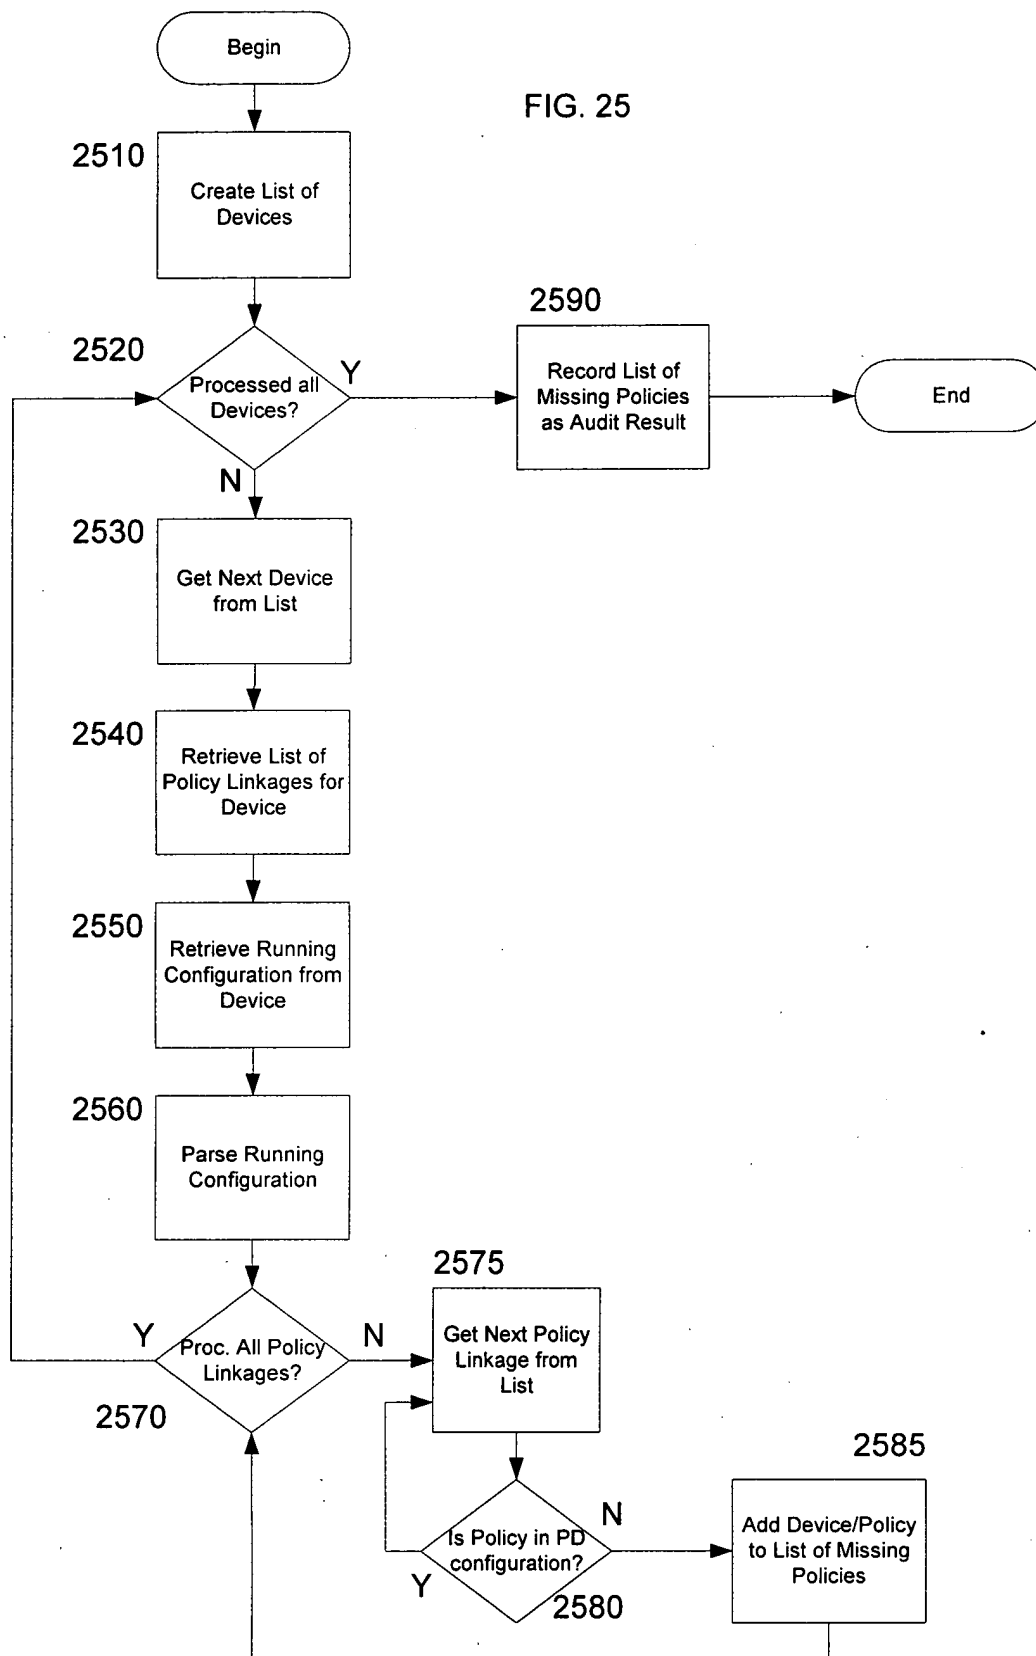 Begin
FIG. 25
2510
Create List of
Devices
2590
2520
Processed all
Devices?
Y
Record List of
Missing Policies
as Audit Result
End
N
2530
Get Next Device
from List
2540
Retrieve List of
Policy Linkages for
Device
2550
Retrieve Running
Configuration from
Device
2560
Parse Running
Configuration
2575
Y
Proc. All Policy
Linkages?
N
Get Next Policy
Linkage from
List
2570
2585
Is Policy in PD
configuration?
N
Y
2580
Add Device/Policy
to List of Missing
Policies